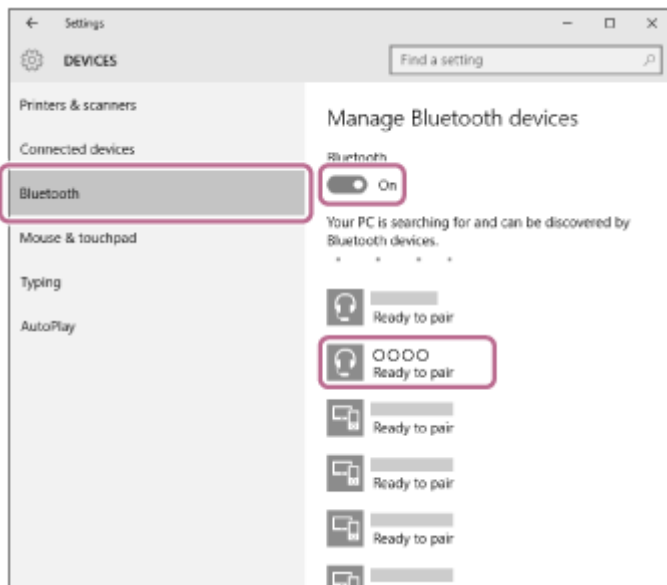 Settings
DEVICES
Find a setting
Printers & scanners
Connected devices
Bluetooth
Mouse & touchpad
Typing
AutoPlay
Manage Bluetooth devices
Bluetooth
On
Your PC is searching for and can be discovered by
Bluetooth devices.
Ready to pair
OOOO
Ready to pair
Ready to pair
Ready to pair
Ready to pair